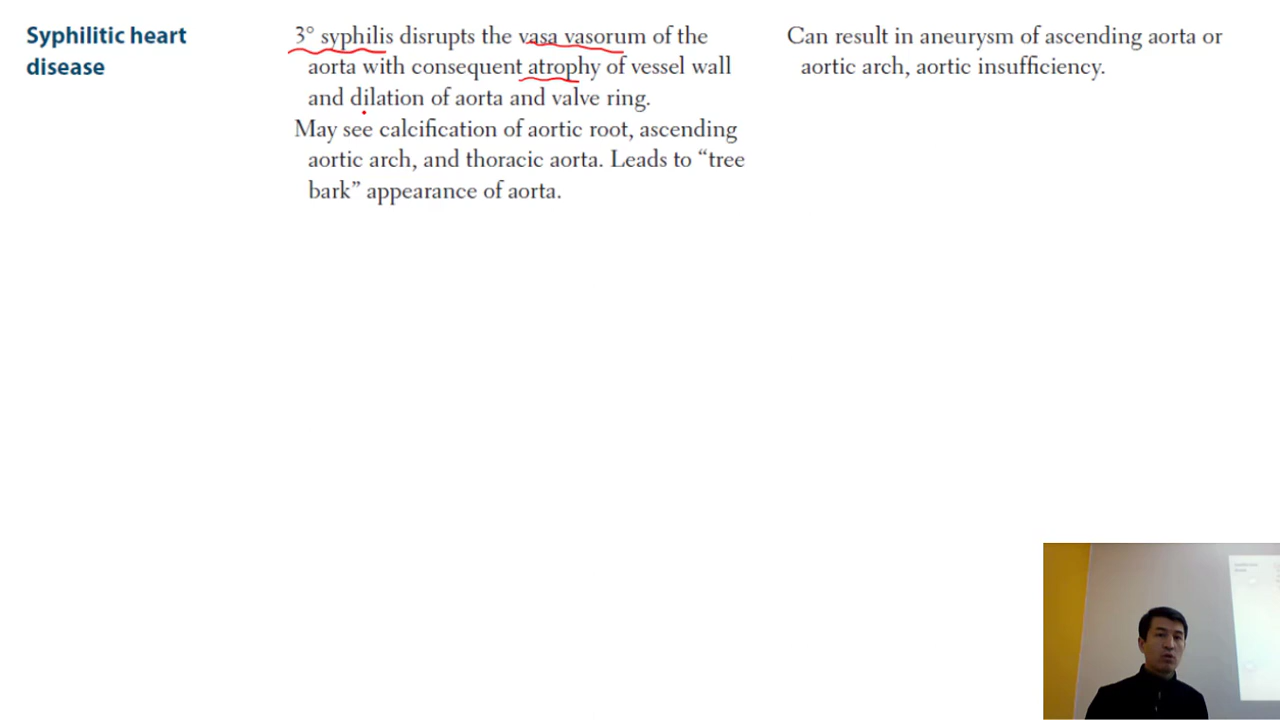 Syphilitic heart
disease
3° syphilis disrupts the vasa vasorum of the
aorta with consequent atrophy of vessel wall
and dilation of aorta and valve ring.
May see calcification of aortic root, ascending
aortic arch, and thoracic aorta. Leads to “tree
bark” appearance of aorta.
Can result in aneurysm of ascending aorta or
aortic arch, aortic insufficiency.